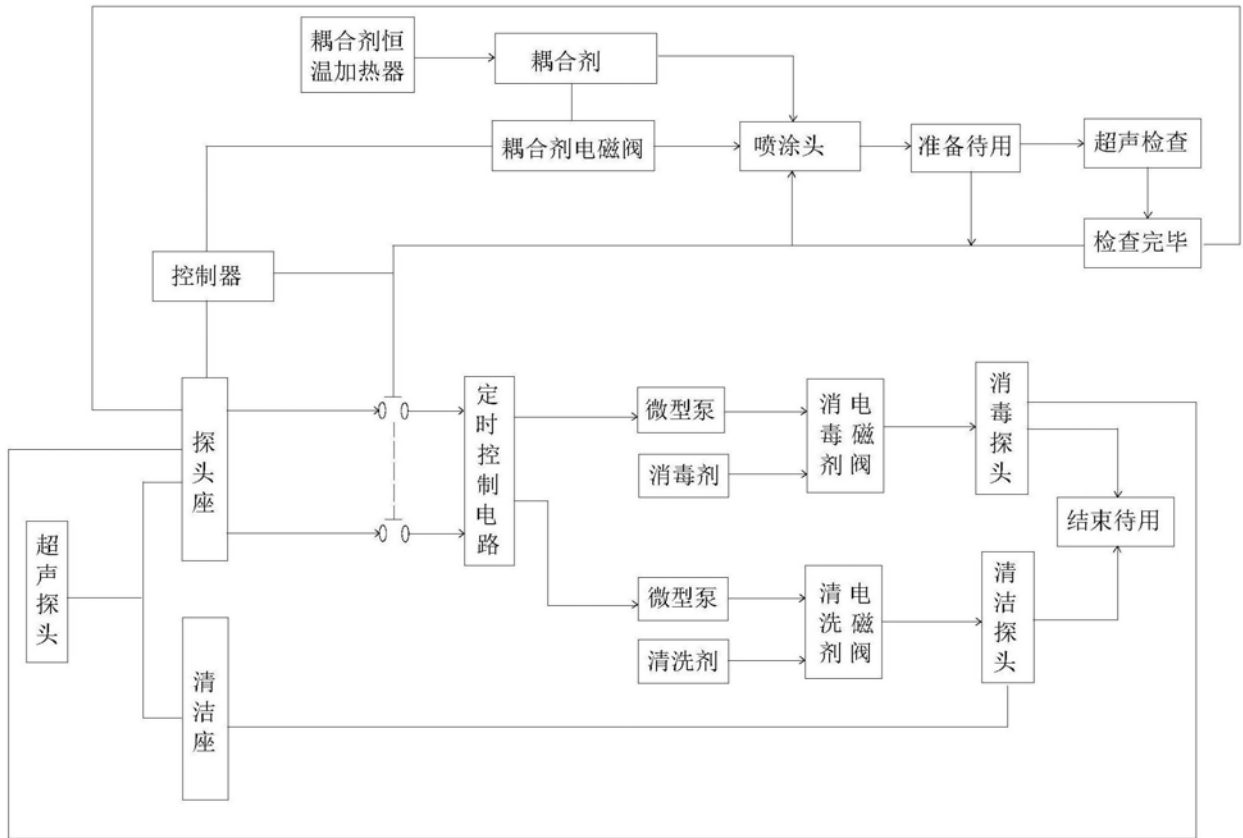 耦合剂恒
温加热器
耦合剂
耦合剂电磁阀
喷涂头
准备待用
超声检查
检查完毕
控制器
探头座
定时控制电路
微型泵
消毒剂
消毒剂
电磁阀
消毒探头
结束待用
超声探头
清洁座
微型泵
清洗剂
清洗剂
电磁阀
清洁探头